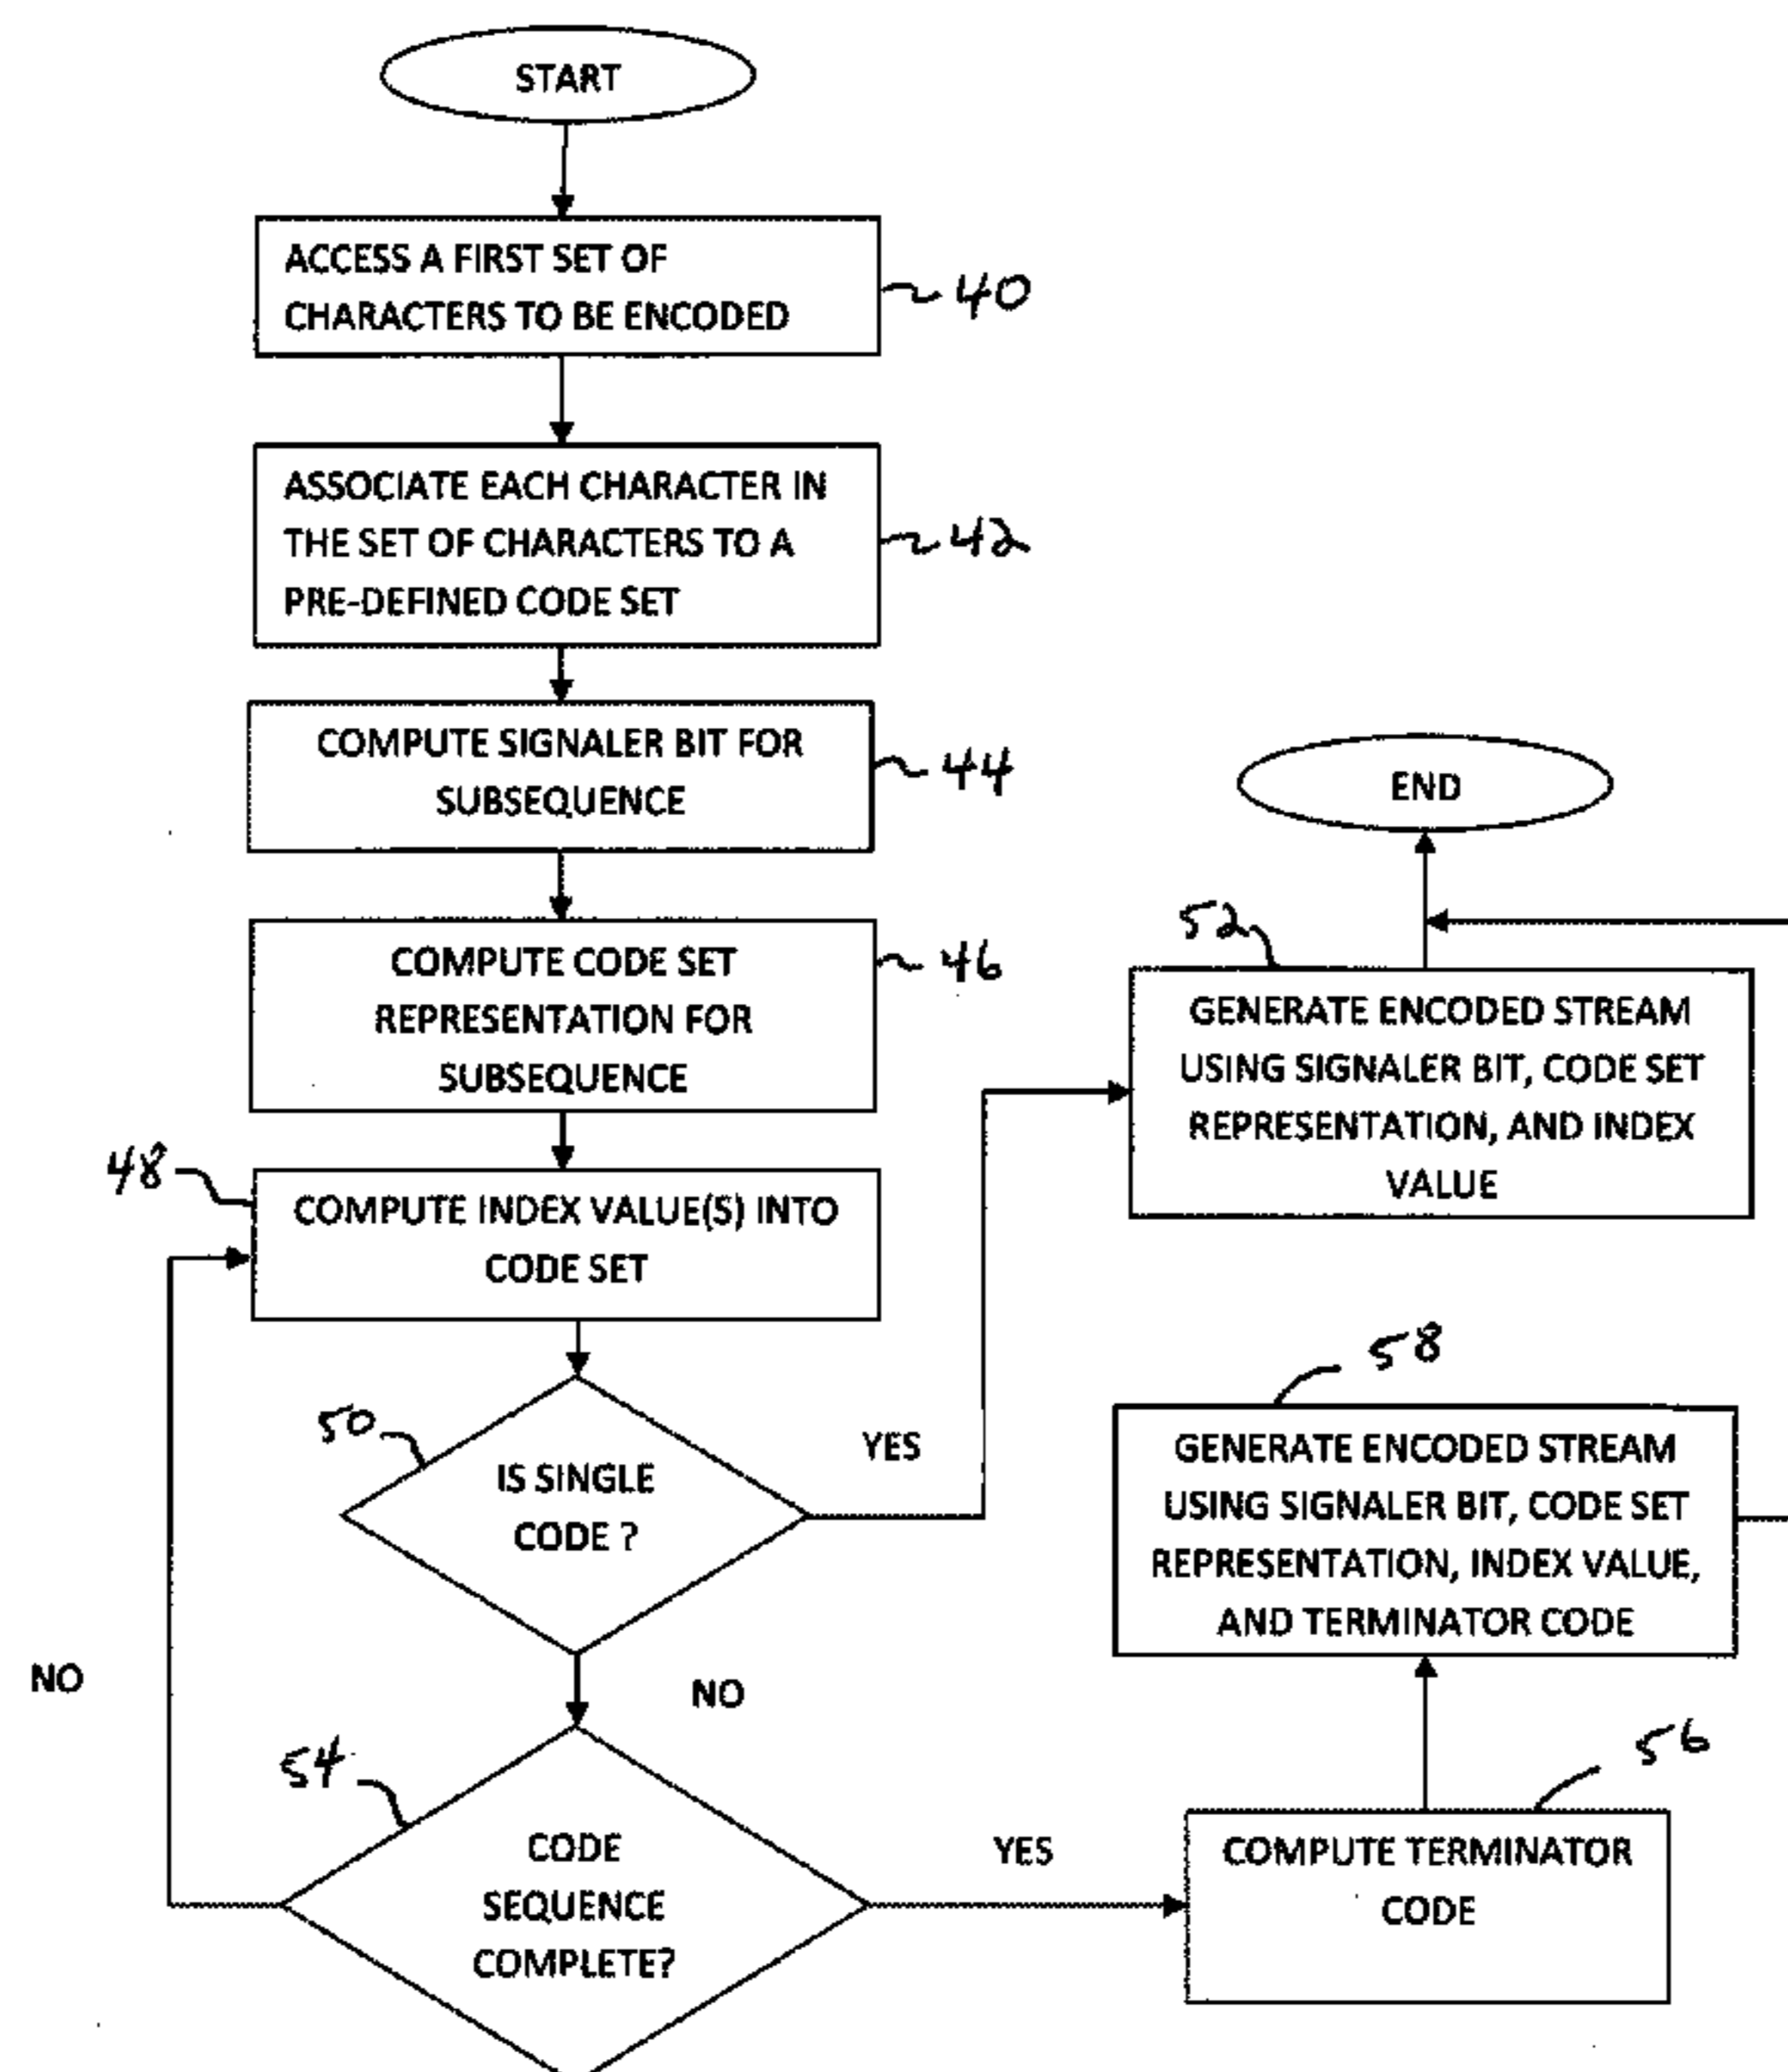 START
ACCESS A FIRST SET OF
CHARACTERS TO BE ENCODED
40
ASSOCIATE EACH CHARACTER IN
THE SET OF CHARACTERS TO A
PRE-DEFINED CODE SET
42
COMPUTE SIGNALER BIT FOR
SUBSEQUENCE
44
COMPUTE CODE SET
REPRESENTATION FOR
SUBSEQUENCE
46
48
COMPUTE INDEX VALUE(S) INTO
CODE SET
50
IS SINGLE
CODE ?
YES
NO
54
CODE
SEQUENCE
COMPLETE?
NO
YES
END
52
GENERATE ENCODED STREAM
USING SIGNALER BIT, CODE SET
REPRESENTATION, AND INDEX
VALUE
58
GENERATE ENCODED STREAM
USING SIGNALER BIT, CODE SET
REPRESENTATION, INDEX VALUE,
AND TERMINATOR CODE
56
COMPUTE TERMINATOR
CODE